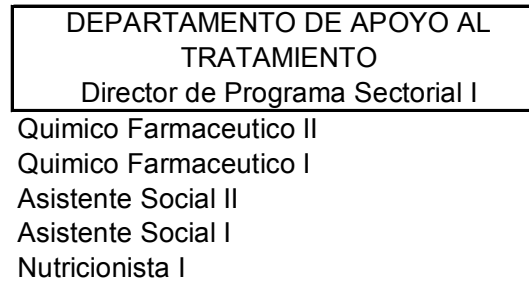 DEPARTAMENTO DE APOYO AL
TRATAMIENTO
Director de Programa Sectorial I
Quimico Farmaceutico II
Quimico Farmaceutico I
Asistente Social II
Asistente Social I
Nutricionista I